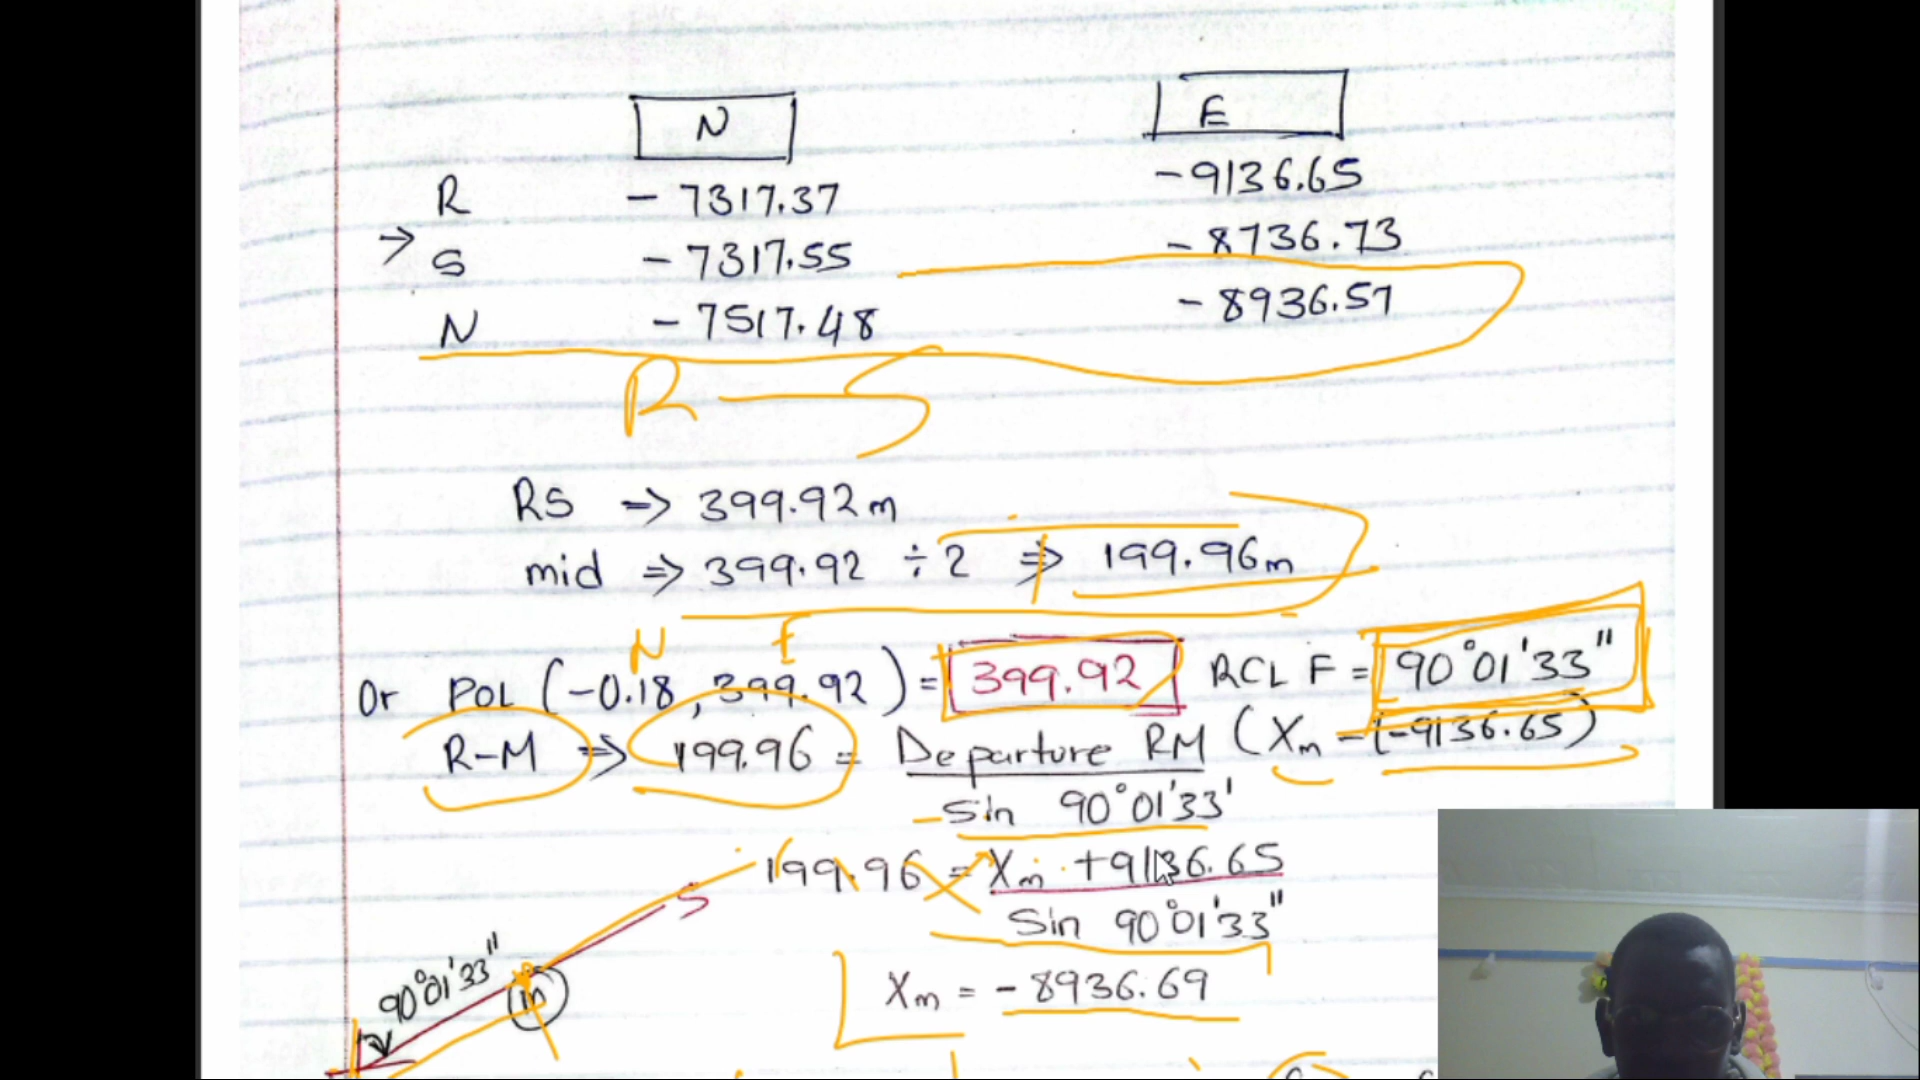 N E
R - 7317.37 -9136.65
→ S - 7317.55 - 8736.73
N - 7517.48 - 8936.57
R S
RS => 399.92m
mid => 399.92 ÷ 2 => 199.96m
N E
Or POL (-0.18, 399.92) = 399.92 RCL F = 90°01'33"
R-M => 199.96 = Departure RM (Xm - (-9136.65)
Sin 90°01'33'
199.96 = Xm + 9136.65
Sin 90°01'33"
S
90°01'33"
m
Xm = - 8936.69